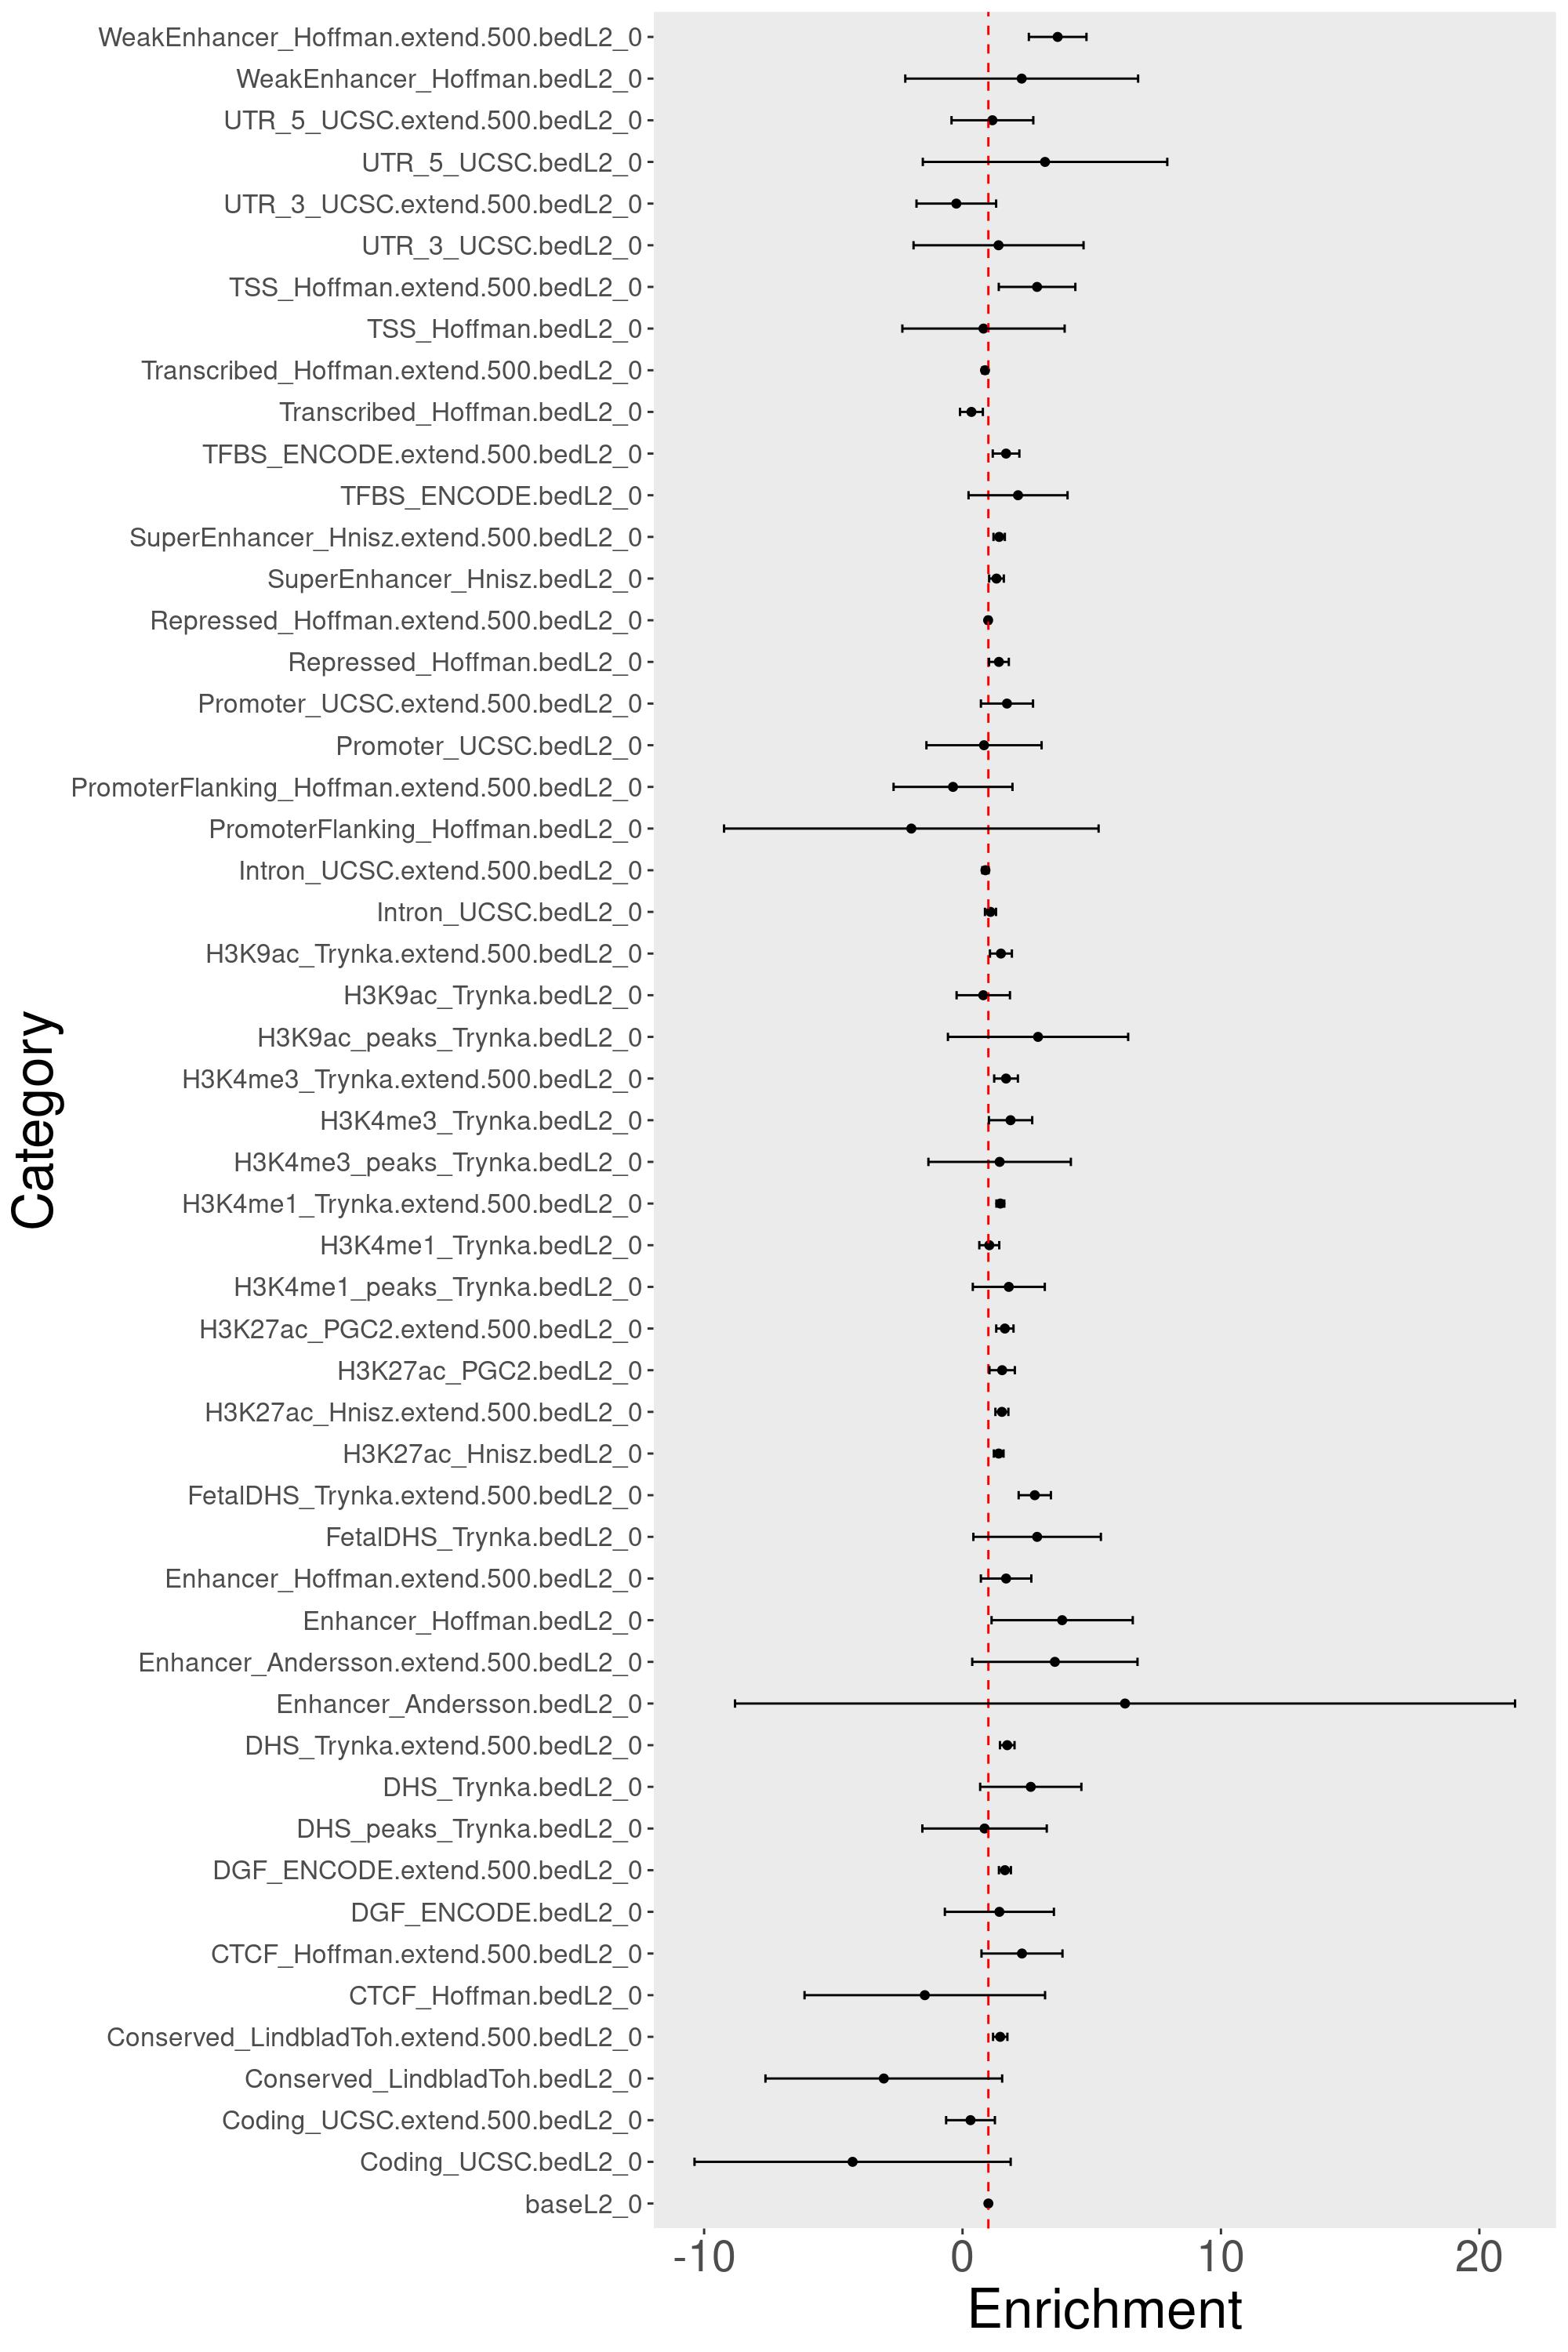 WeakEnhancer_Hoffman.extend.500.bedL2_0
WeakEnhancer_Hoffman.bedL2_0
UTR_5_UCSC.extend.500.bedL2_0
UTR_5_UCSC.bedL2_0
UTR_3_UCSC.extend.500.bedL2_0
UTR_3_UCSC.bedL2_0
TSS_Hoffman.extend.500.bedL2_0
TSS_Hoffman.bedL2_0
Transcribed_Hoffman.extend.500.bedL2_0
Transcribed_Hoffman.bedL2_0
TFBS_ENCODE.extend.500.bedL2_0
TFBS_ENCODE.bedL2_0
SuperEnhancer_Hnisz.extend.500.bedL2_0
SuperEnhancer_Hnisz.bedL2_0
Repressed_Hoffman.extend.500.bedL2_0
Repressed_Hoffman.bedL2_0
Promoter_UCSC.extend.500.bedL2_0
Promoter_UCSC.bedL2_0
PromoterFlanking_Hoffman.extend.500.bedL2_0
PromoterFlanking_Hoffman.bedL2_0
Intron_UCSC.extend.500.bedL2_0
Intron_UCSC.bedL2_0
H3K9ac_Trynka.extend.500.bedL2_0
H3K9ac_Trynka.bedL2_0
H3K9ac_peaks_Trynka.bedL2_0
H3K4me3_Trynka.extend.500.bedL2_0
H3K4me3_Trynka.bedL2_0
H3K4me3_peaks_Trynka.bedL2_0
H3K4me1_Trynka.extend.500.bedL2_0
H3K4me1_Trynka.bedL2_0
H3K4me1_peaks_Trynka.bedL2_0
H3K27ac_PGC2.extend.500.bedL2_0
H3K27ac_PGC2.bedL2_0
H3K27ac_Hnisz.extend.500.bedL2_0
H3K27ac_Hnisz.bedL2_0
FetalDHS_Trynka.extend.500.bedL2_0
FetalDHS_Trynka.bedL2_0
Enhancer_Hoffman.extend.500.bedL2_0
Enhancer_Hoffman.bedL2_0
Enhancer_Andersson.extend.500.bedL2_0
Enhancer_Andersson.bedL2_0
DHS_Trynka.extend.500.bedL2_0
DHS_Trynka.bedL2_0
DHS_peaks_Trynka.bedL2_0
DGF_ENCODE.extend.500.bedL2_0
DGF_ENCODE.bedL2_0
CTCF_Hoffman.extend.500.bedL2_0
CTCF_Hoffman.bedL2_0
Conserved_LindbladToh.extend.500.bedL2_0
Conserved_LindbladToh.bedL2_0
Coding_UCSC.extend.500.bedL2_0
Coding_UCSC.bedL2_0
baseL2_0
Category
-10 0 10 20
Enrichment